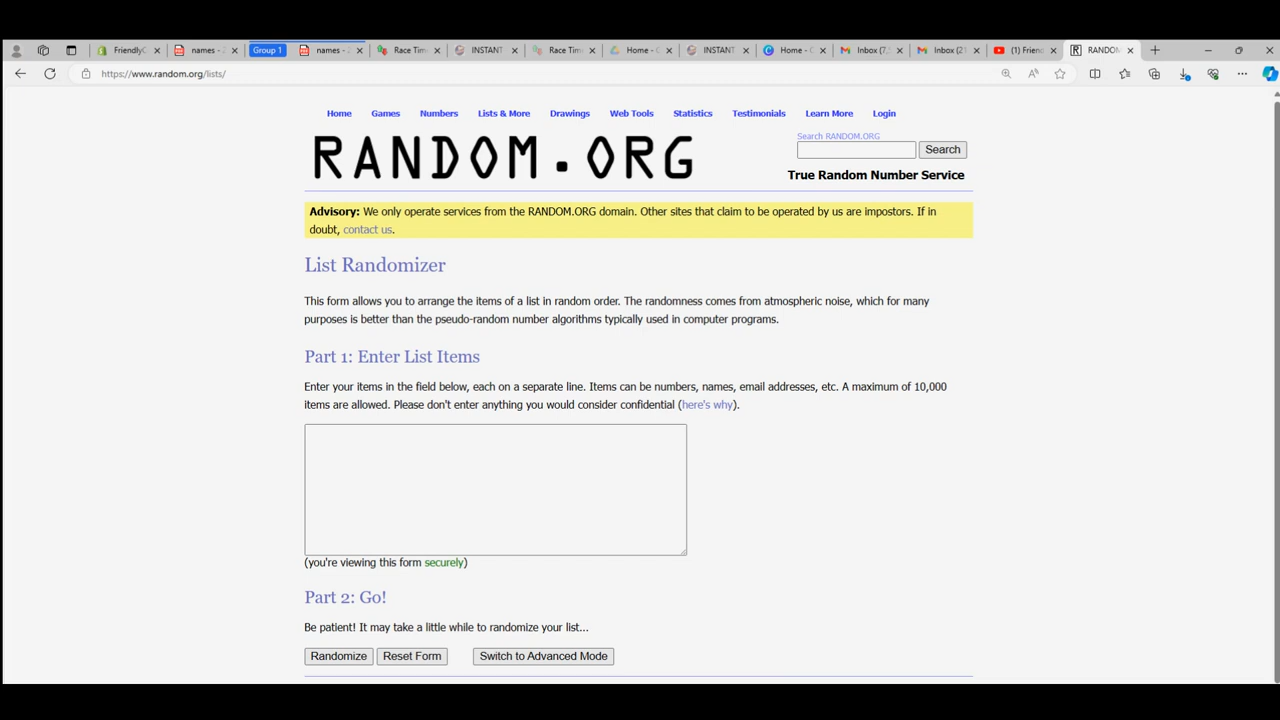 FriendlyC
names - 2
Group 1
names - 2
Race Time
INSTANT
Race Time
Home - G
INSTANT
Home - C
Inbox (7,5
Inbox (23
(1) Frien
RANDOM
https://www.random.org/lists/
Home Games Numbers Lists & More Drawings Web Tools Statistics Testimonials Learn More Login
RANDOM.ORG
Search RANDOM.ORG
Search
True Random Number Service
Advisory: We only operate services from the RANDOM.ORG domain. Other sites that claim to be operated by us are impostors. If in
doubt, contact us.
List Randomizer
This form allows you to arrange the items of a list in random order. The randomness comes from atmospheric noise, which for many
purposes is better than the pseudo-random number algorithms typically used in computer programs.
Part 1: Enter List Items
Enter your items in the field below, each on a separate line. Items can be numbers, names, email addresses, etc. A maximum of 10,000
items are allowed. Please don't enter anything you would consider confidential (here's why).
(you're viewing this form securely)
Part 2: Go!
Be patient! It may take a little while to randomize your list...
Randomize Reset Form Switch to Advanced Mode